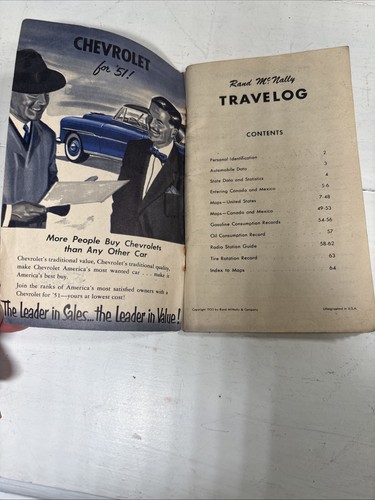 CHEVROLET
for '51!
More People Buy Chevrolets
than Any Other Car
Chevrolet's traditional value, Chevrolet's traditional quality,
make Chevrolet America's most wanted car . . . make it
America's best buy.
Join the ranks of America's most satisfied owners with a
Chevrolet for '51—yours at lowest cost!
The Leader in Sales... the Leader in Value!
Rand McNally
TRAVELOG
CONTENTS
Personal Identification 2
Automobile Data 3
State Data and Statistics 4
Entering Canada and Mexico 5-6
Maps—United States 7-48
Maps—Canada and Mexico 49-53
Gasoline Consumption Records 54-56
Oil Consumption Record 57
Radio Station Guide 58-62
Tire Rotation Record 63
Index to Maps 64
Copyright by Rand McNally & Company
Lithographed in U.S.A.